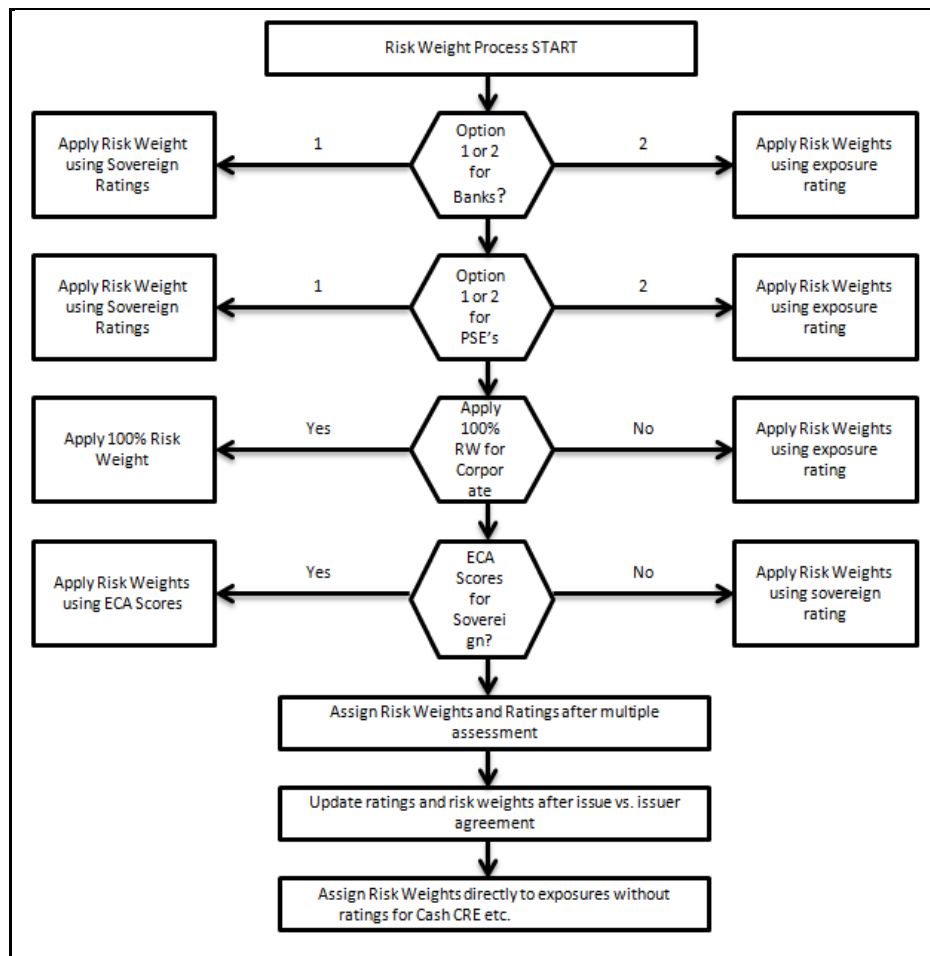 Risk Weight Process START
Option
1 or 2
for
Banks?
1
2
Apply Risk Weight
using Sovereign
Ratings
Apply Risk Weights
using exposure
rating
Option
1 or 2
for
PSE's
1
2
Apply Risk Weight
using Sovereign
Ratings
Apply Risk Weights
using exposure
rating
Apply
100%
RW for
Corpor
ate
Yes
No
Apply 100% Risk
Weight
Apply Risk Weights
using exposure
rating
ECA
Scores
for
Soverei
gn?
Yes
No
Apply Risk Weights
using ECA Scores
Apply Risk Weights
using sovereign
rating
Assign Risk Weights and Ratings after multiple
assessment
Update ratings and risk weights after issue vs. issuer
agreement
Assign Risk Weights directly to exposures without
ratings for Cash CRE etc.